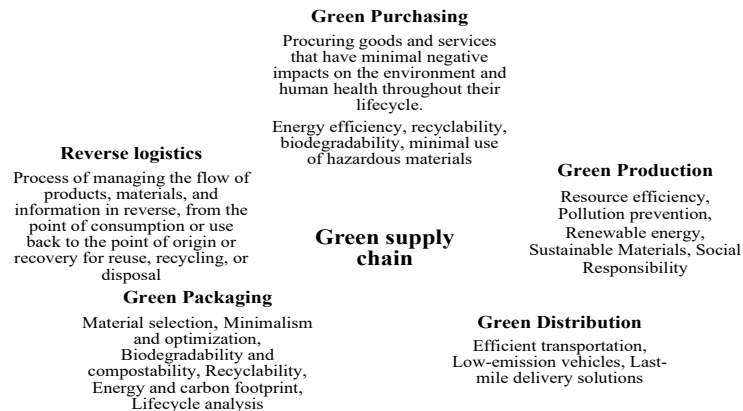 Green Purchasing
Procuring goods and services
that have minimal negative
impacts on the environment and
human health throughout their
lifecycle.
Energy efficiency, recyclability,
biodegradability, minimal use
of hazardous materials
Green Production
Resource efficiency,
Pollution prevention,
Renewable energy,
Sustainable Materials, Social
Responsibility
Green Distribution
Efficient transportation,
Low-emission vehicles, Last-
mile delivery solutions
Green Packaging
Material selection, Minimalism
and optimization,
Biodegradability and
compostability, Recyclability,
Energy and carbon footprint,
Lifecycle analysis
Reverse logistics
Process of managing the flow of
products, materials, and
information in reverse, from the
point of consumption or use
back to the point of origin or
recovery for reuse, recycling, or
disposal
Green supply
chain